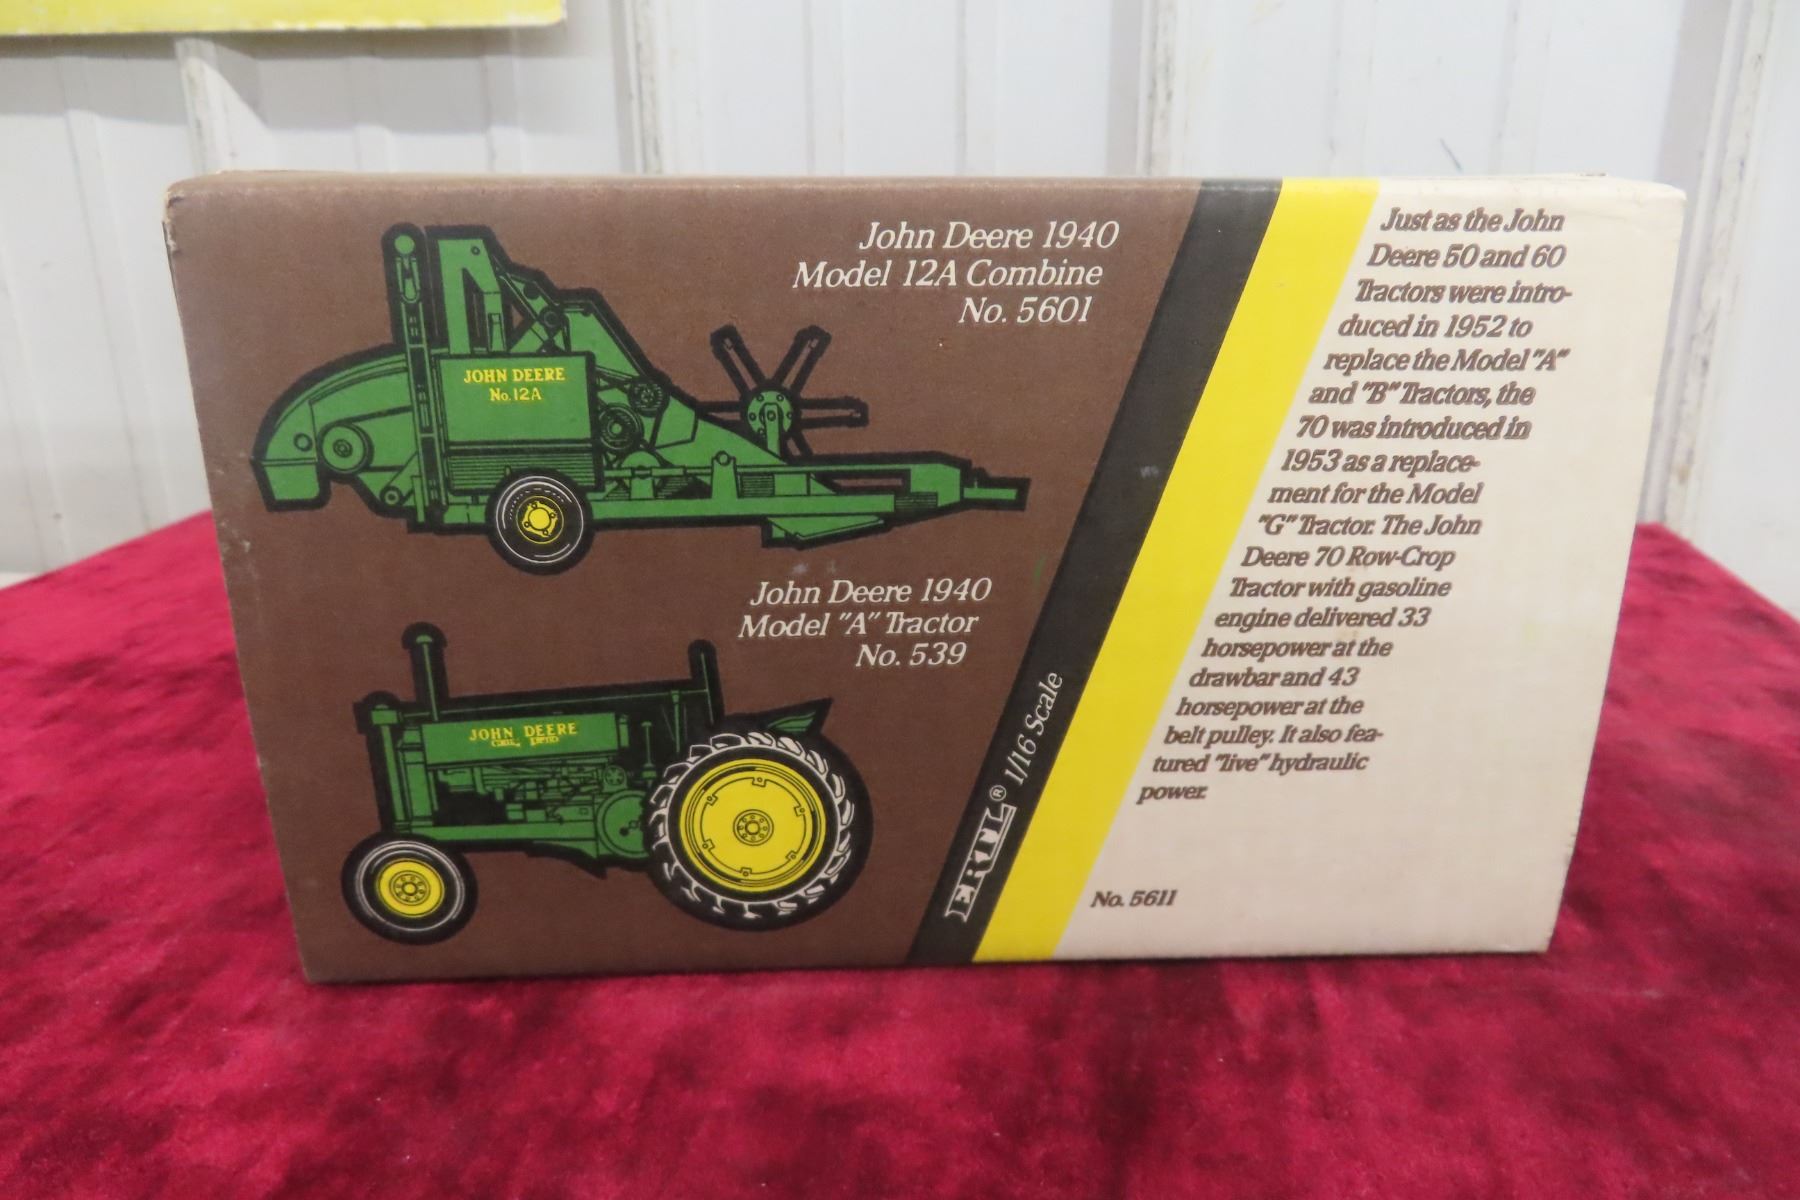 John Deere 1940
Model 12A Combine
No. 5601
JOHN DEERE
No. 12A
John Deere 1940
Model "A" Tractor
No. 539
JOHN DEERE
ERTL® 1/16 Scale
Just as the John
Deere 50 and 60
Tractors were intro-
duced in 1952 to
replace the Model "A"
and "B" Tractors, the
70 was introduced in
1953 as a replace-
ment for the Model
"G" Tractor. The John
Deere 70 Row-Crop
Tractor with gasoline
engine delivered 33
horsepower at the
drawbar and 43
horsepower at the
belt pulley. It also fea-
tured "live" hydraulic
power.
No. 5611